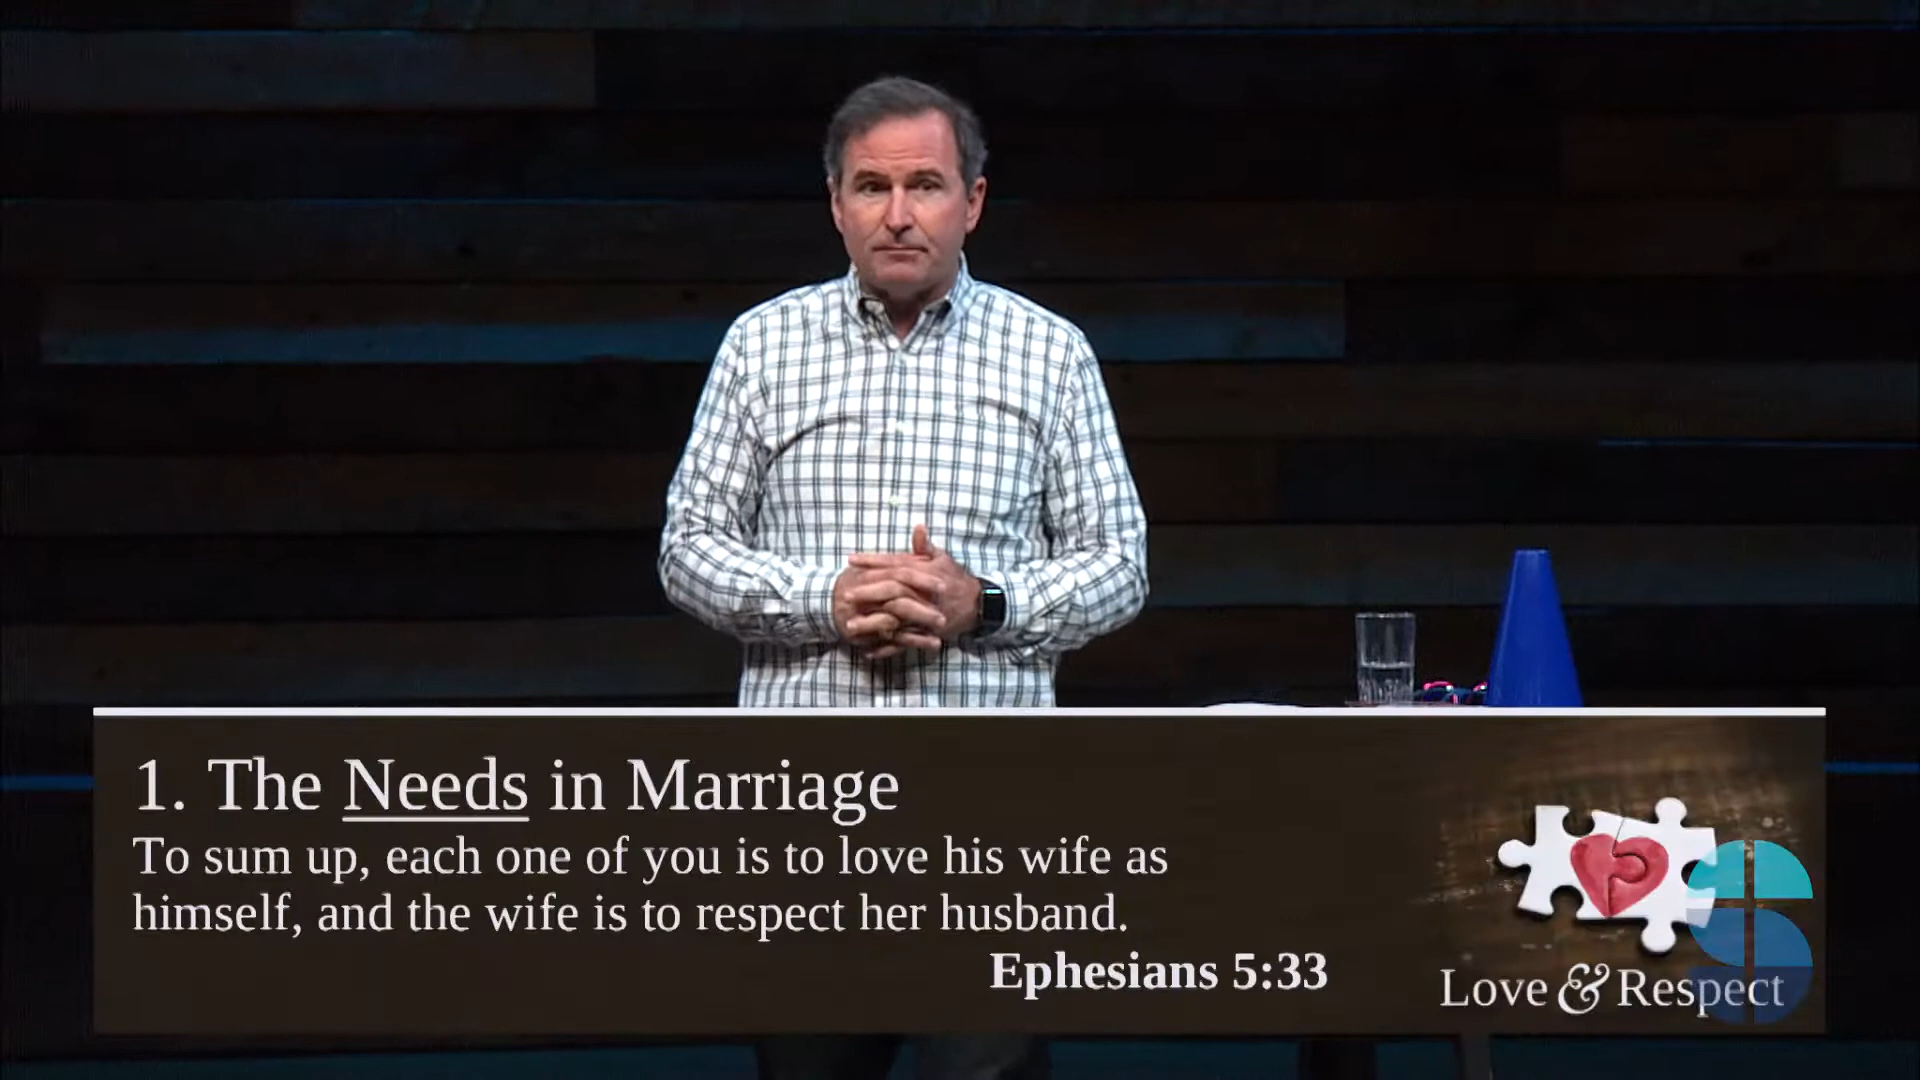 1. The Needs in Marriage
To sum up, each one of you is to love his wife as
himself, and the wife is to respect her husband.
Ephesians 5:33
Love & Respect